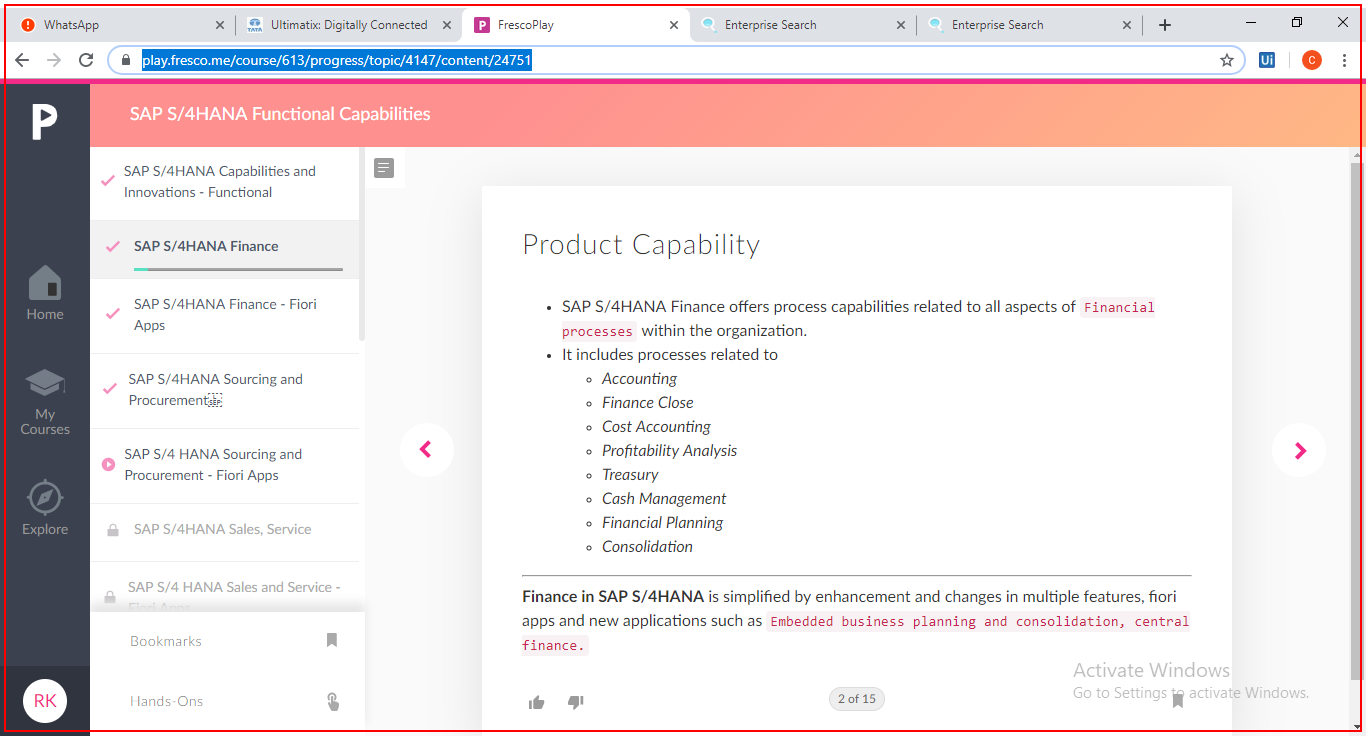 WhatsApp
Ultimatix: Digitally Connected
FrescoPlay
Enterprise Search
Enterprise Search
play.fresco.me/course/613/progress/topic/4147/content/24751
Ui
C
SAP S/4HANA Functional Capabilities
Home
My
Courses
Explore
RK
SAP S/4HANA Capabilities and
Innovations - Functional
SAP S/4HANA Finance
SAP S/4HANA Finance - Fiori
Apps
SAP S/4HANA Sourcing and
Procurement
SAP S/4 HANA Sourcing and
Procurement - Fiori Apps
SAP S/4HANA Sales, Service
SAP S/4 HANA Sales and Service -
Fiori Apps
Bookmarks
Hands-Ons
Product Capability
• SAP S/4HANA Finance offers process capabilities related to all aspects of Financial
processes within the organization.
• It includes processes related to
◦ Accounting
◦ Finance Close
◦ Cost Accounting
◦ Profitability Analysis
◦ Treasury
◦ Cash Management
◦ Financial Planning
◦ Consolidation
Finance in SAP S/4HANA is simplified by enhancement and changes in multiple features, fiori
apps and new applications such as Embedded business planning and consolidation, central
finance.
2 of 15
Activate Windows
Go to Settings to activate Windows.